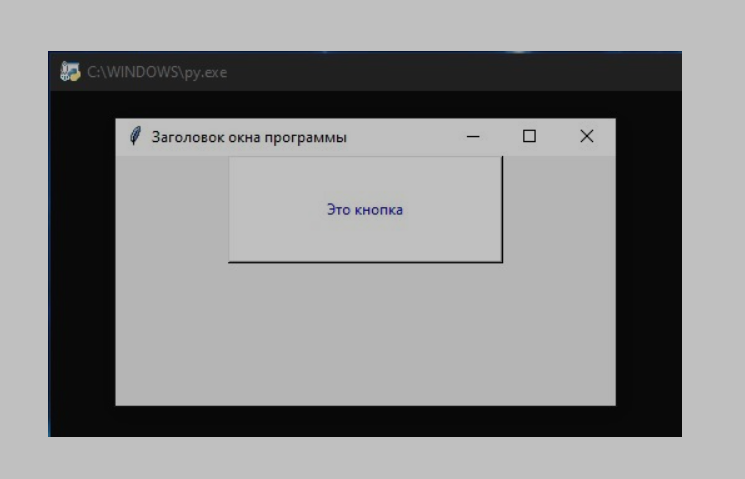 C:\WINDOWS\py.exe
Заголовок окна программы
Это кнопка